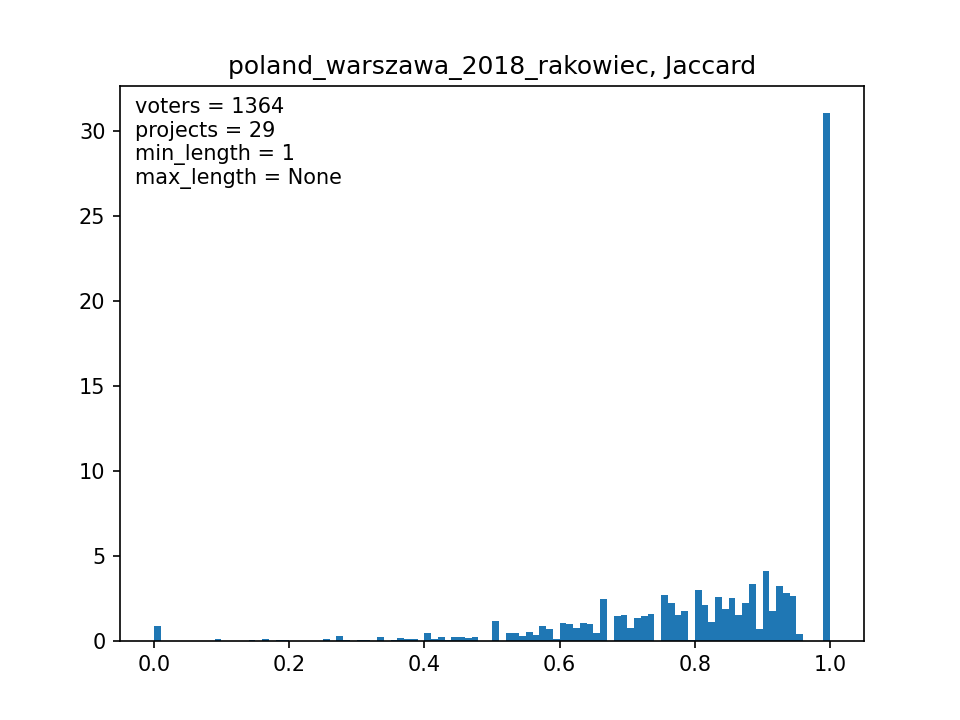 poland_warszawa_2018_rakowiec, Jaccard
voters = 1364
projects = 29
min_length = 1
max_length = None
30
25
20
15
10
5
0
0.0 0.2 0.4 0.6 0.8 1.0